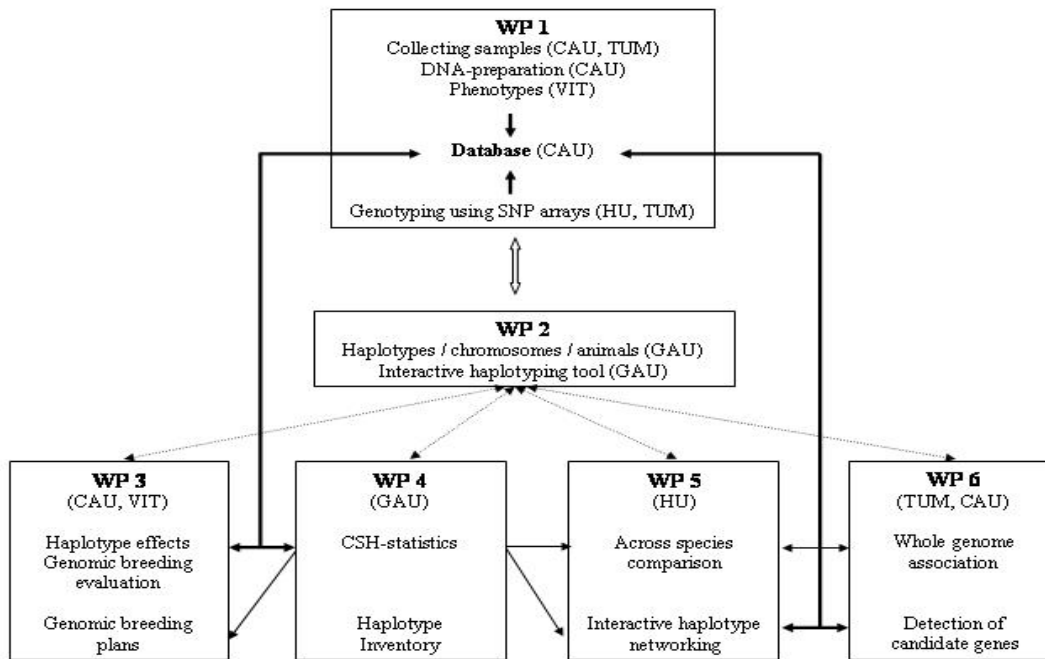 WP 1
Collecting samples (CAU, TUM)
DNA-preparation (CAU)
Phenotypes (VIT)
Database (CAU)
Genotyping using SNP arrays (HU, TUM)
WP 2
Haplotypes / chromosomes / animals (GAU)
Interactive haplotyping tool (GAU)
WP 3
(CAU, VIT)
Haplotype effects
Genomic breeding
evaluation
Genomic breeding
plans
WP 4
(GAU)
CSH-statistics
Haplotype
Inventory
WP 5
(HU)
Across species
comparison
Interactive haplotype
networking
WP 6
(TUM, CAU)
Whole genome
association
Detection of
candidate genes